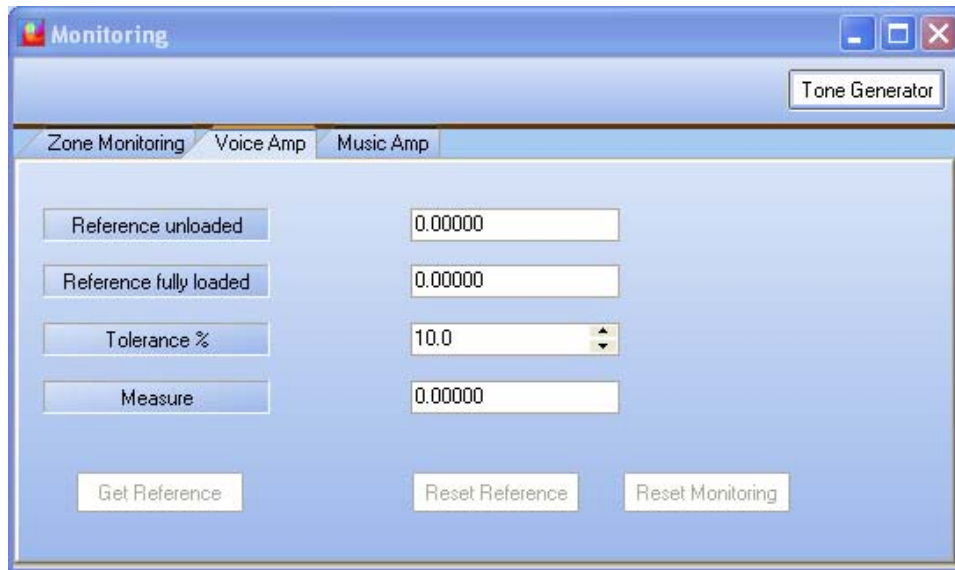 Monitoring
Tone Generator
Zone Monitoring Voice Amp Music Amp
Reference unloaded 0.00000
Reference fully loaded 0.00000
Tolerance % 10.0
Measure 0.00000
Get Reference Reset Reference Reset Monitoring